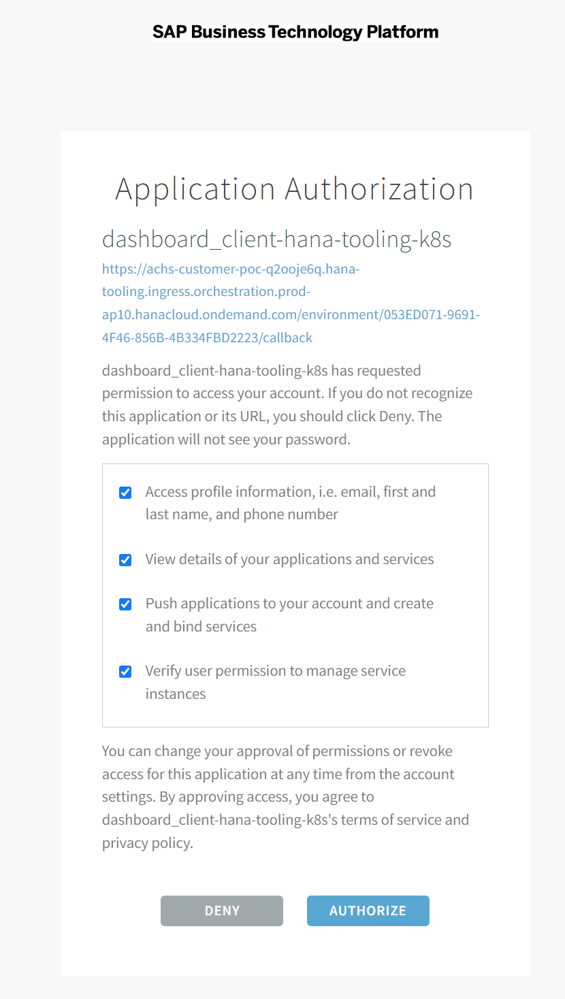 SAP Business Technology Platform
Application Authorization
dashboard_client-hana-tooling-k8s
https://achs-customer-poc-q2ooje6q.hana-
tooling.ingress.orchestration.prod-
ap10.hanacloud.ondemand.com/environment/053ED071-9691-
4F46-856B-4B334FBD2223/callback
dashboard_client-hana-tooling-k8s has requested
permission to access your account. If you do not recognize
this application or its URL, you should click Deny. The
application will not see your password.
Access profile information, i.e. email, first and
last name, and phone number
View details of your applications and services
Push applications to your account and create
and bind services
Verify user permission to manage service
instances
You can change your approval of permissions or revoke
access for this application at any time from the account
settings. By approving access, you agree to
dashboard_client-hana-tooling-k8s's terms of service and
privacy policy.
DENY
AUTHORIZE